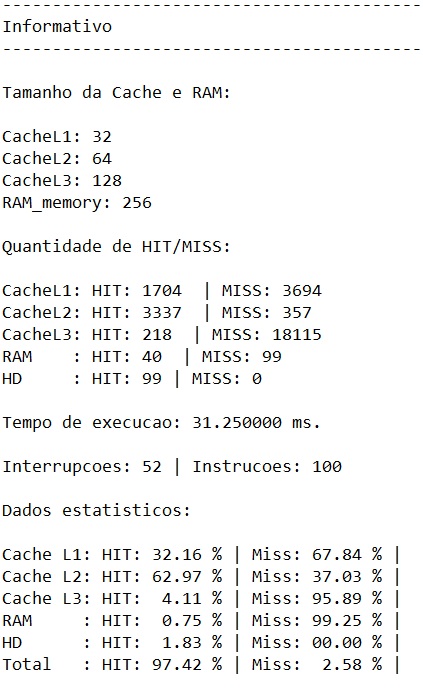 ------------------------------------------
Informativo
------------------------------------------
Tamanho da Cache e RAM:
CacheL1: 32
CacheL2: 64
CacheL3: 128
RAM_memory: 256
Quantidade de HIT/MISS:
CacheL1: HIT: 1704  | MISS: 3694
CacheL2: HIT: 3337  | MISS: 357
CacheL3: HIT: 218  | MISS: 18115
RAM    : HIT: 40  | MISS: 99
HD     : HIT: 99 | MISS: 0
Tempo de execucao: 31.250000 ms.
Interrupcoes: 52 | Instrucoes: 100
Dados estatisticos:
Cache L1: HIT: 32.16 % | Miss: 67.84 % |
Cache L2: HIT: 62.97 % | Miss: 37.03 % |
Cache L3: HIT:  4.11 % | Miss: 95.89 % |
RAM     : HIT:  0.75 % | Miss: 99.25 % |
HD      : HIT:  1.83 % | Miss: 00.00 % |
Total   : HIT: 97.42 % | Miss:  2.58 % |